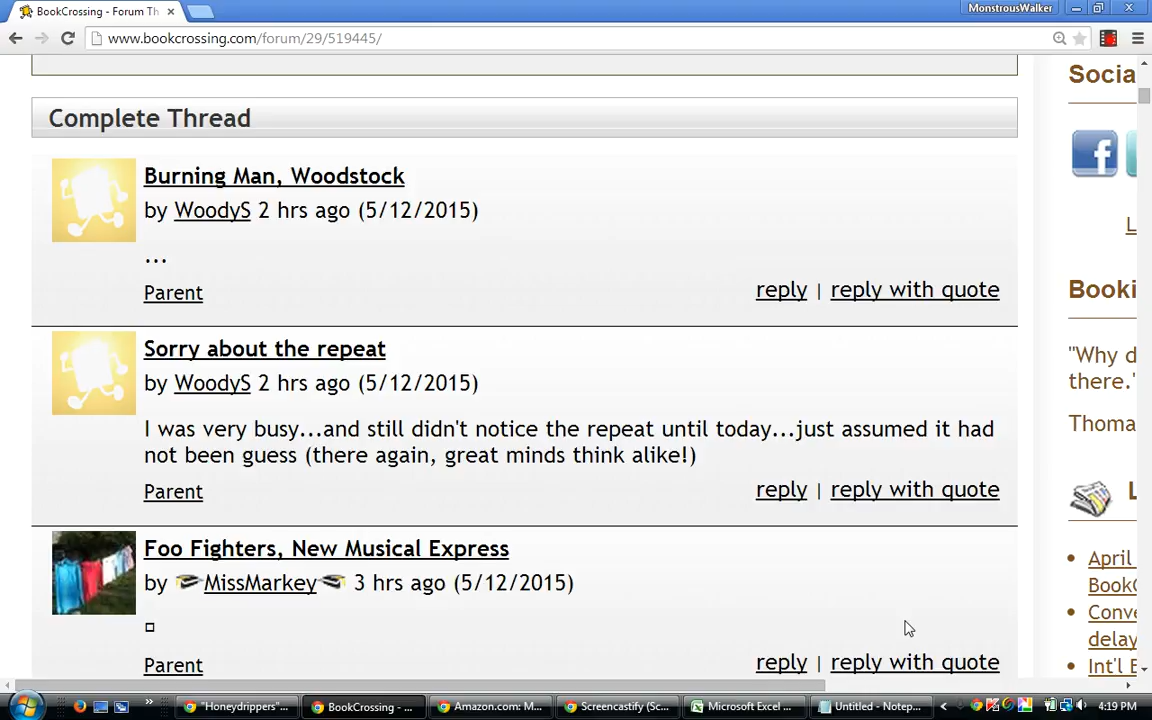 BookCrossing - Forum Th
MonstrousWalker
www.bookcrossing.com/forum/29/519445/
Socia
Complete Thread
Burning Man, Woodstock
by WoodyS 2 hrs ago (5/12/2015)
...
Parent
reply | reply with quote
Sorry about the repeat
by WoodyS 2 hrs ago (5/12/2015)
I was very busy...and still didn't notice the repeat until today...just assumed it had
not been guess (there again, great minds think alike!)
Parent
reply | reply with quote
Foo Fighters, New Musical Express
by MissMarkey 3 hrs ago (5/12/2015)
Parent
reply | reply with quote
L
Booki
"Why d
there."
Thoma
L
April
BookC
Conve
delay
Int'l B
"Honeydrippers"...
BookCrossing - ...
Amazon.com: M...
Screencastify (Sc...
Microsoft Excel ...
Untitled - Notep...
4:19 PM